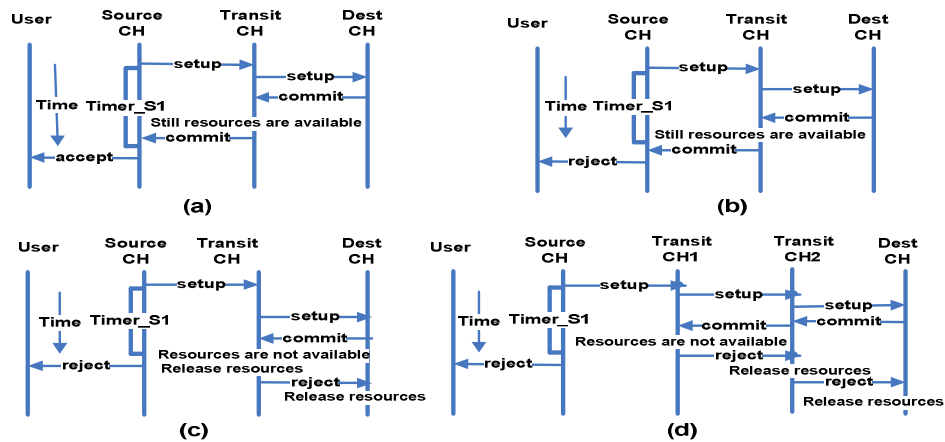 User
Source CH
Transit CH
Dest CH
setup
setup
commit
Time
Timer_S1
Still resources are available
commit
accept
(a)
User
Source CH
Transit CH
Dest CH
setup
setup
Time
Timer_S1
commit
Still resources are available
commit
reject
(b)
User
Source CH
Transit CH
Dest CH
setup
setup
Time
Timer_S1
commit
Resources are not available
reject
Release resources
reject
Release resources
(c)
User
Source CH
Transit CH1
Transit CH2
Dest CH
setup
setup
setup
Time
Timer_S1
commit
commit
Resources are not available
reject
reject
Release resources
reject
Release resources
(d)